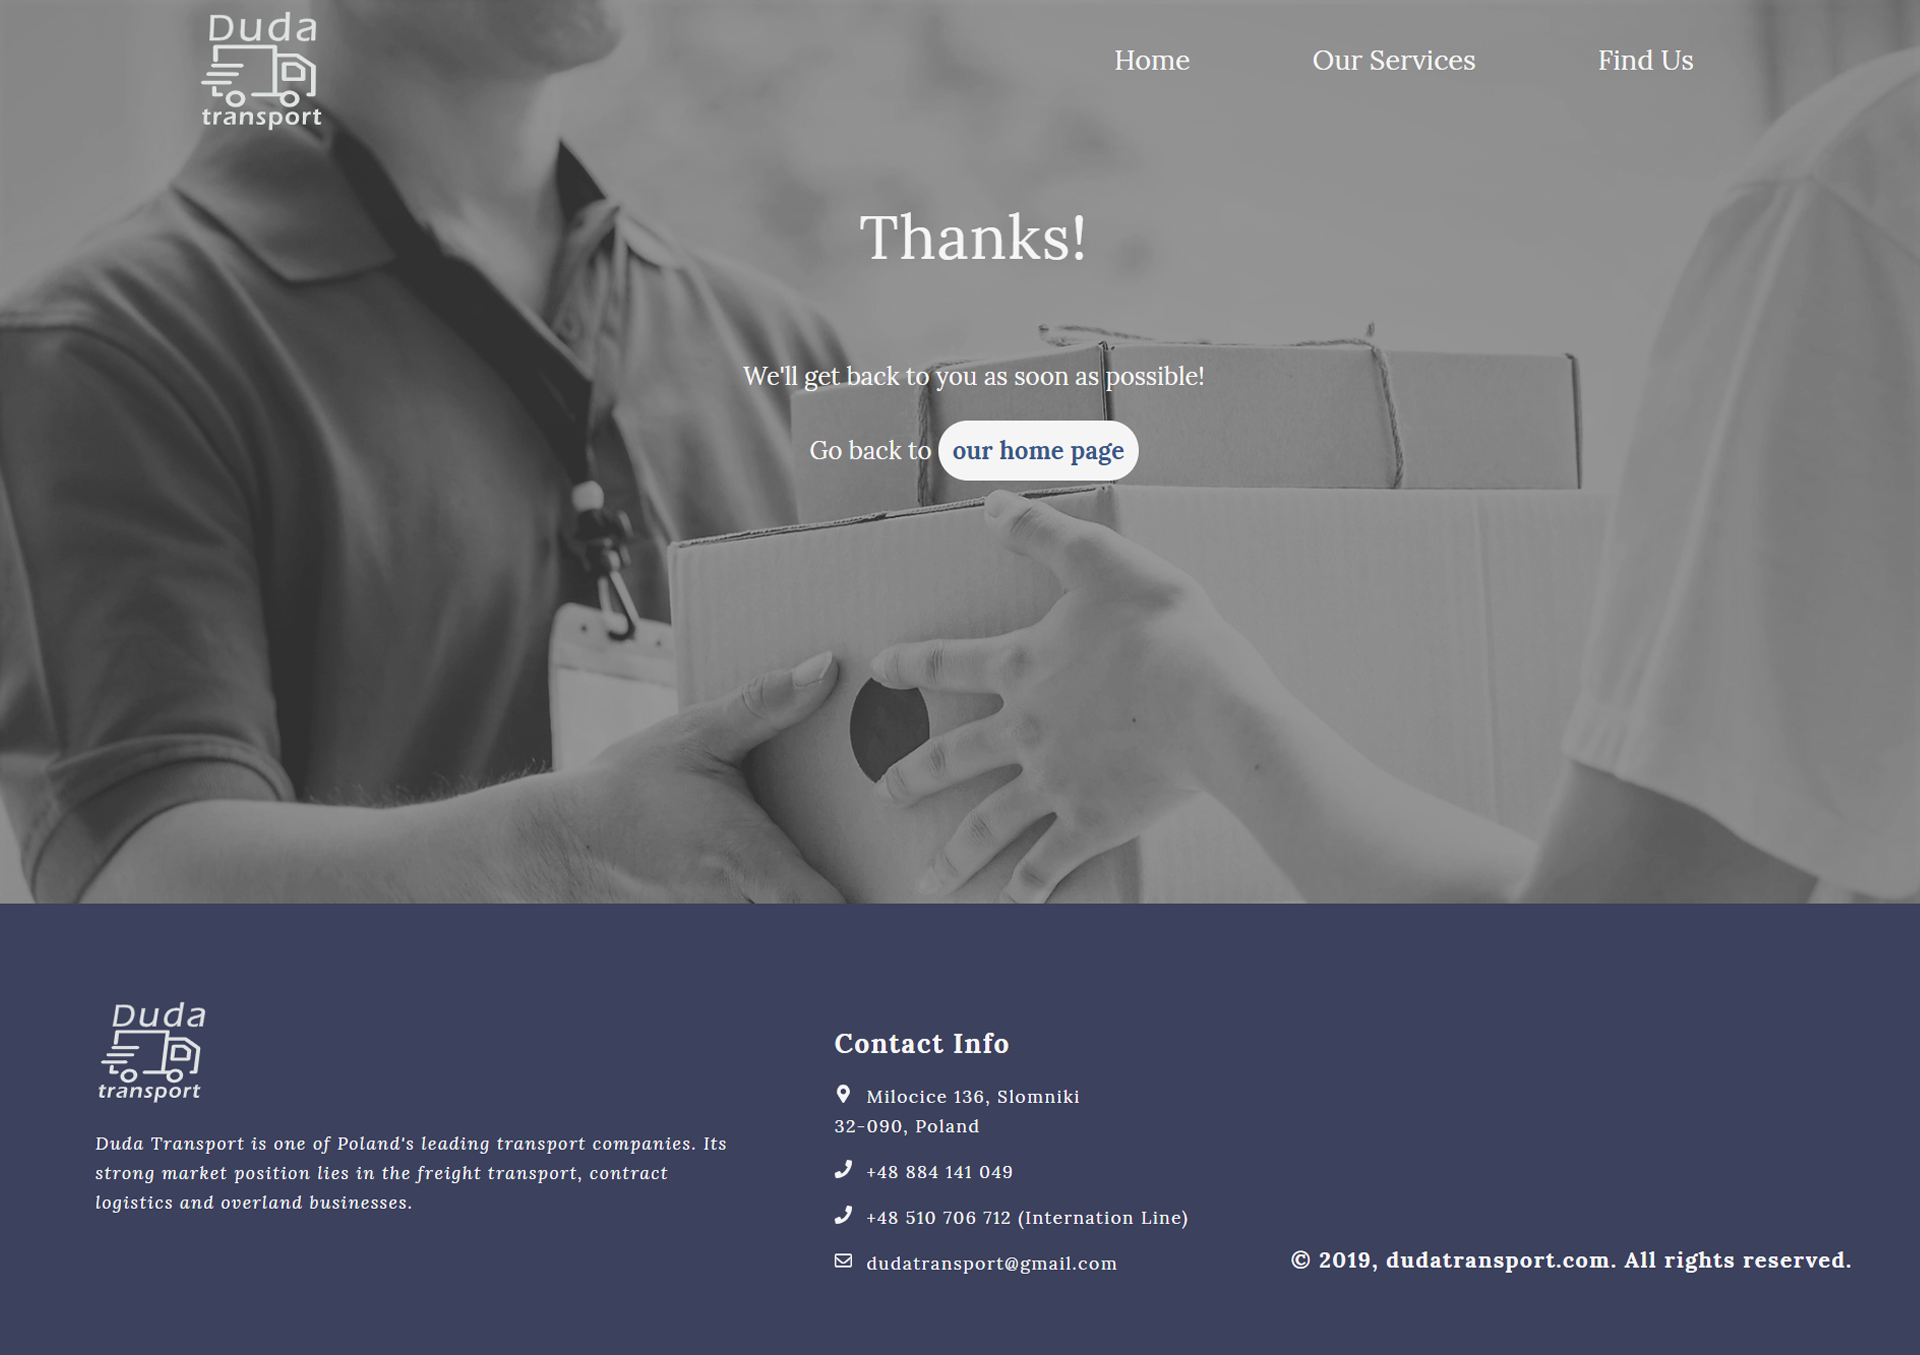 Duda
transport
Home
Our Services
Find Us
Thanks!
We'll get back to you as soon as possible!
Go back to our home page
Duda
transport
Duda Transport is one of Poland's leading transport companies. Its
strong market position lies in the freight transport, contract
logistics and overland businesses.
Contact Info
Milocice 136, Slomniki
32-090, Poland
+48 884 141 049
+48 510 706 712 (Internation Line)
dudatransport@gmail.com
© 2019, dudatransport.com. All rights reserved.